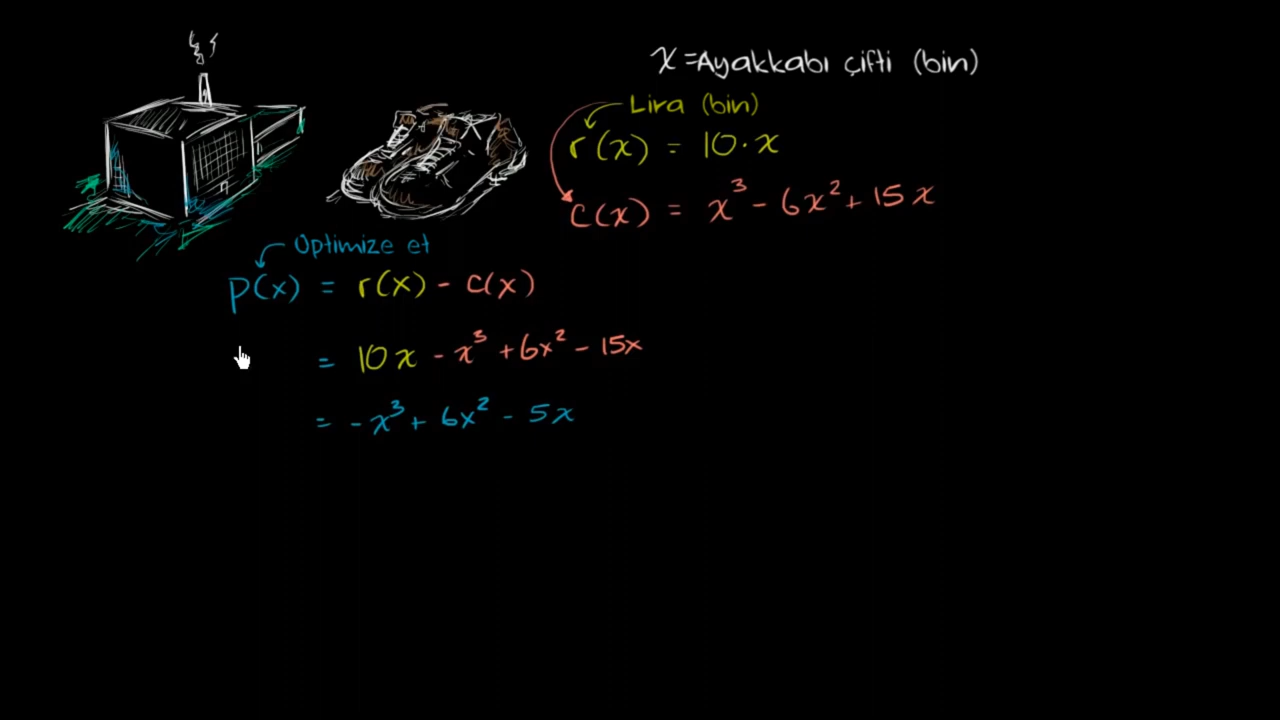 x = Ayakkabı çifti (bin)
Lira (bin)
r(x) = 10·x
c(x) = x³ - 6x² + 15x
Optimize et
p(x) = r(x) - c(x)
= 10x - x³ + 6x² - 15x
= -x³ + 6x² - 5x